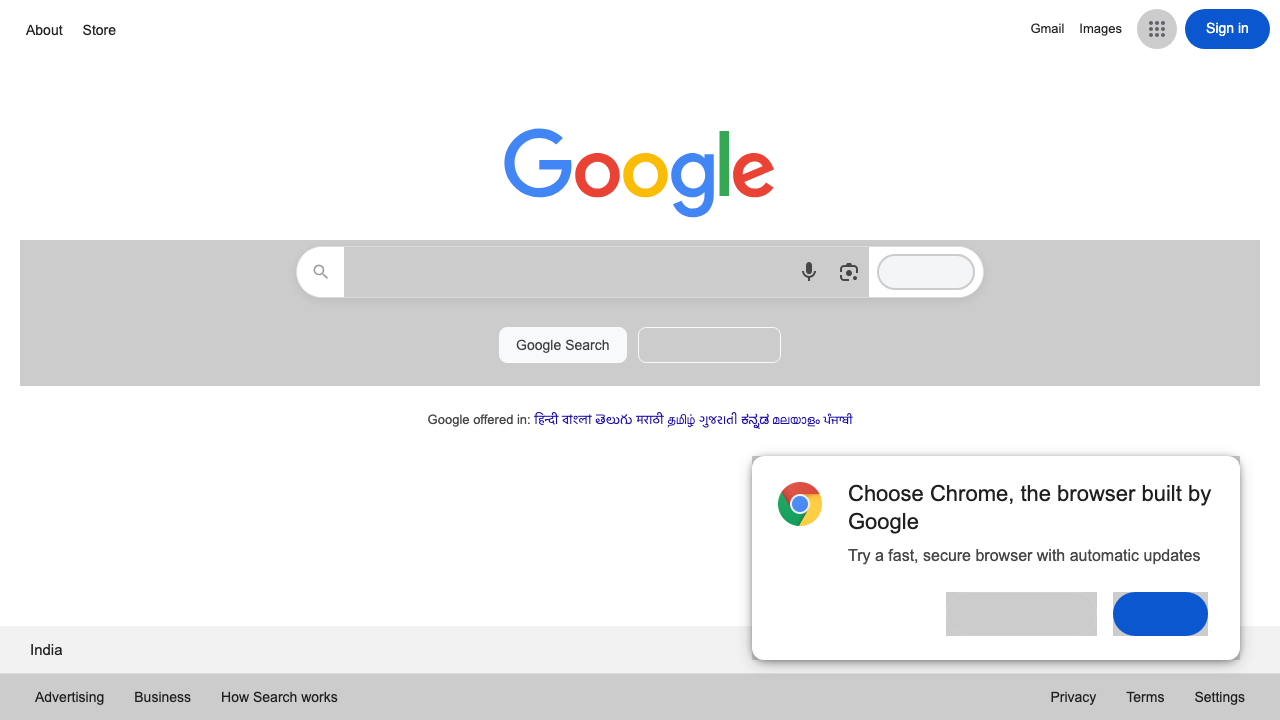 About Store
Gmail Images Sign in
Google
Google Search
Google offered in: हिन्दी বাংলা తెలుగు मराठी தமிழ் ગુજરાતી ಕನ್ನಡ മലയാളം ਪੰਜਾਬੀ
Choose Chrome, the browser built by
Google
Try a fast, secure browser with automatic updates
India
Advertising Business How Search works
Privacy Terms Settings